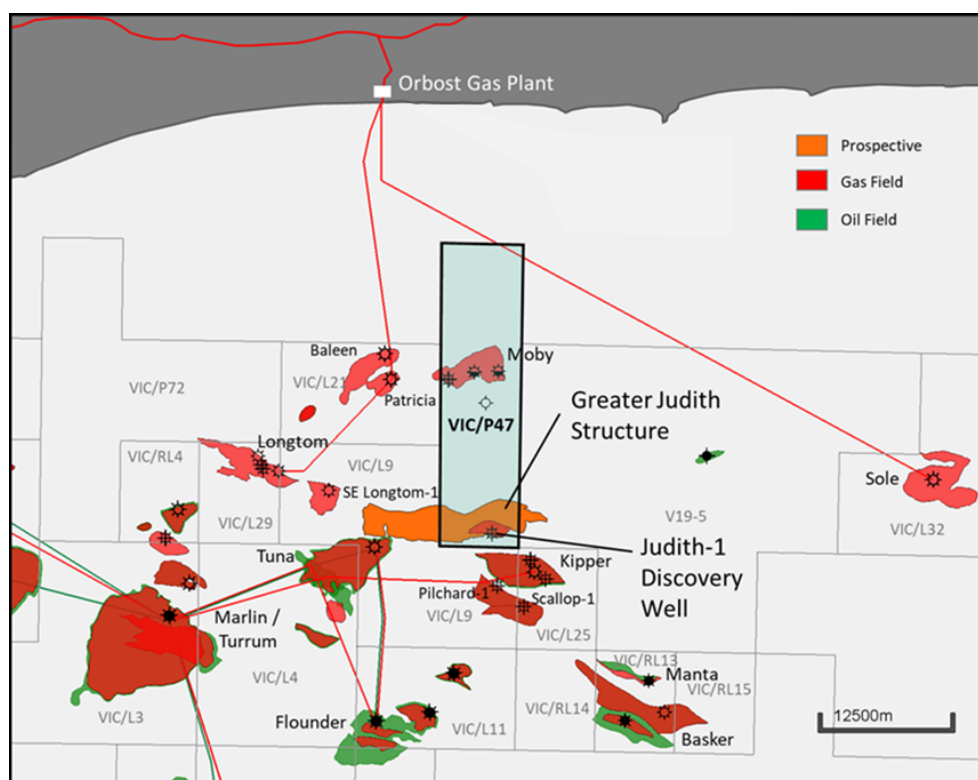 Orbost Gas Plant
Prospective
Gas Field
Oil Field
Baleen
Moby
VIC/L21
VIC/P72
Patricia
VIC/P47
Greater Judith
Structure
Longtom
VIC/RL4
VIC/L9
SE Longtom-1
Sole
VIC/L29
V19-5
VIC/L32
Tuna
Judith-1
Discovery
Well
Kipper
Pilchard-1
Scallop-1
VIC/L9
Marlin /
Turrum
VIC/L25
VIC/RL13
Manta
VIC/L4
VIC/RL15
VIC/L3
Flounder
VIC/L11
VIC/RL14
Basker
12500m